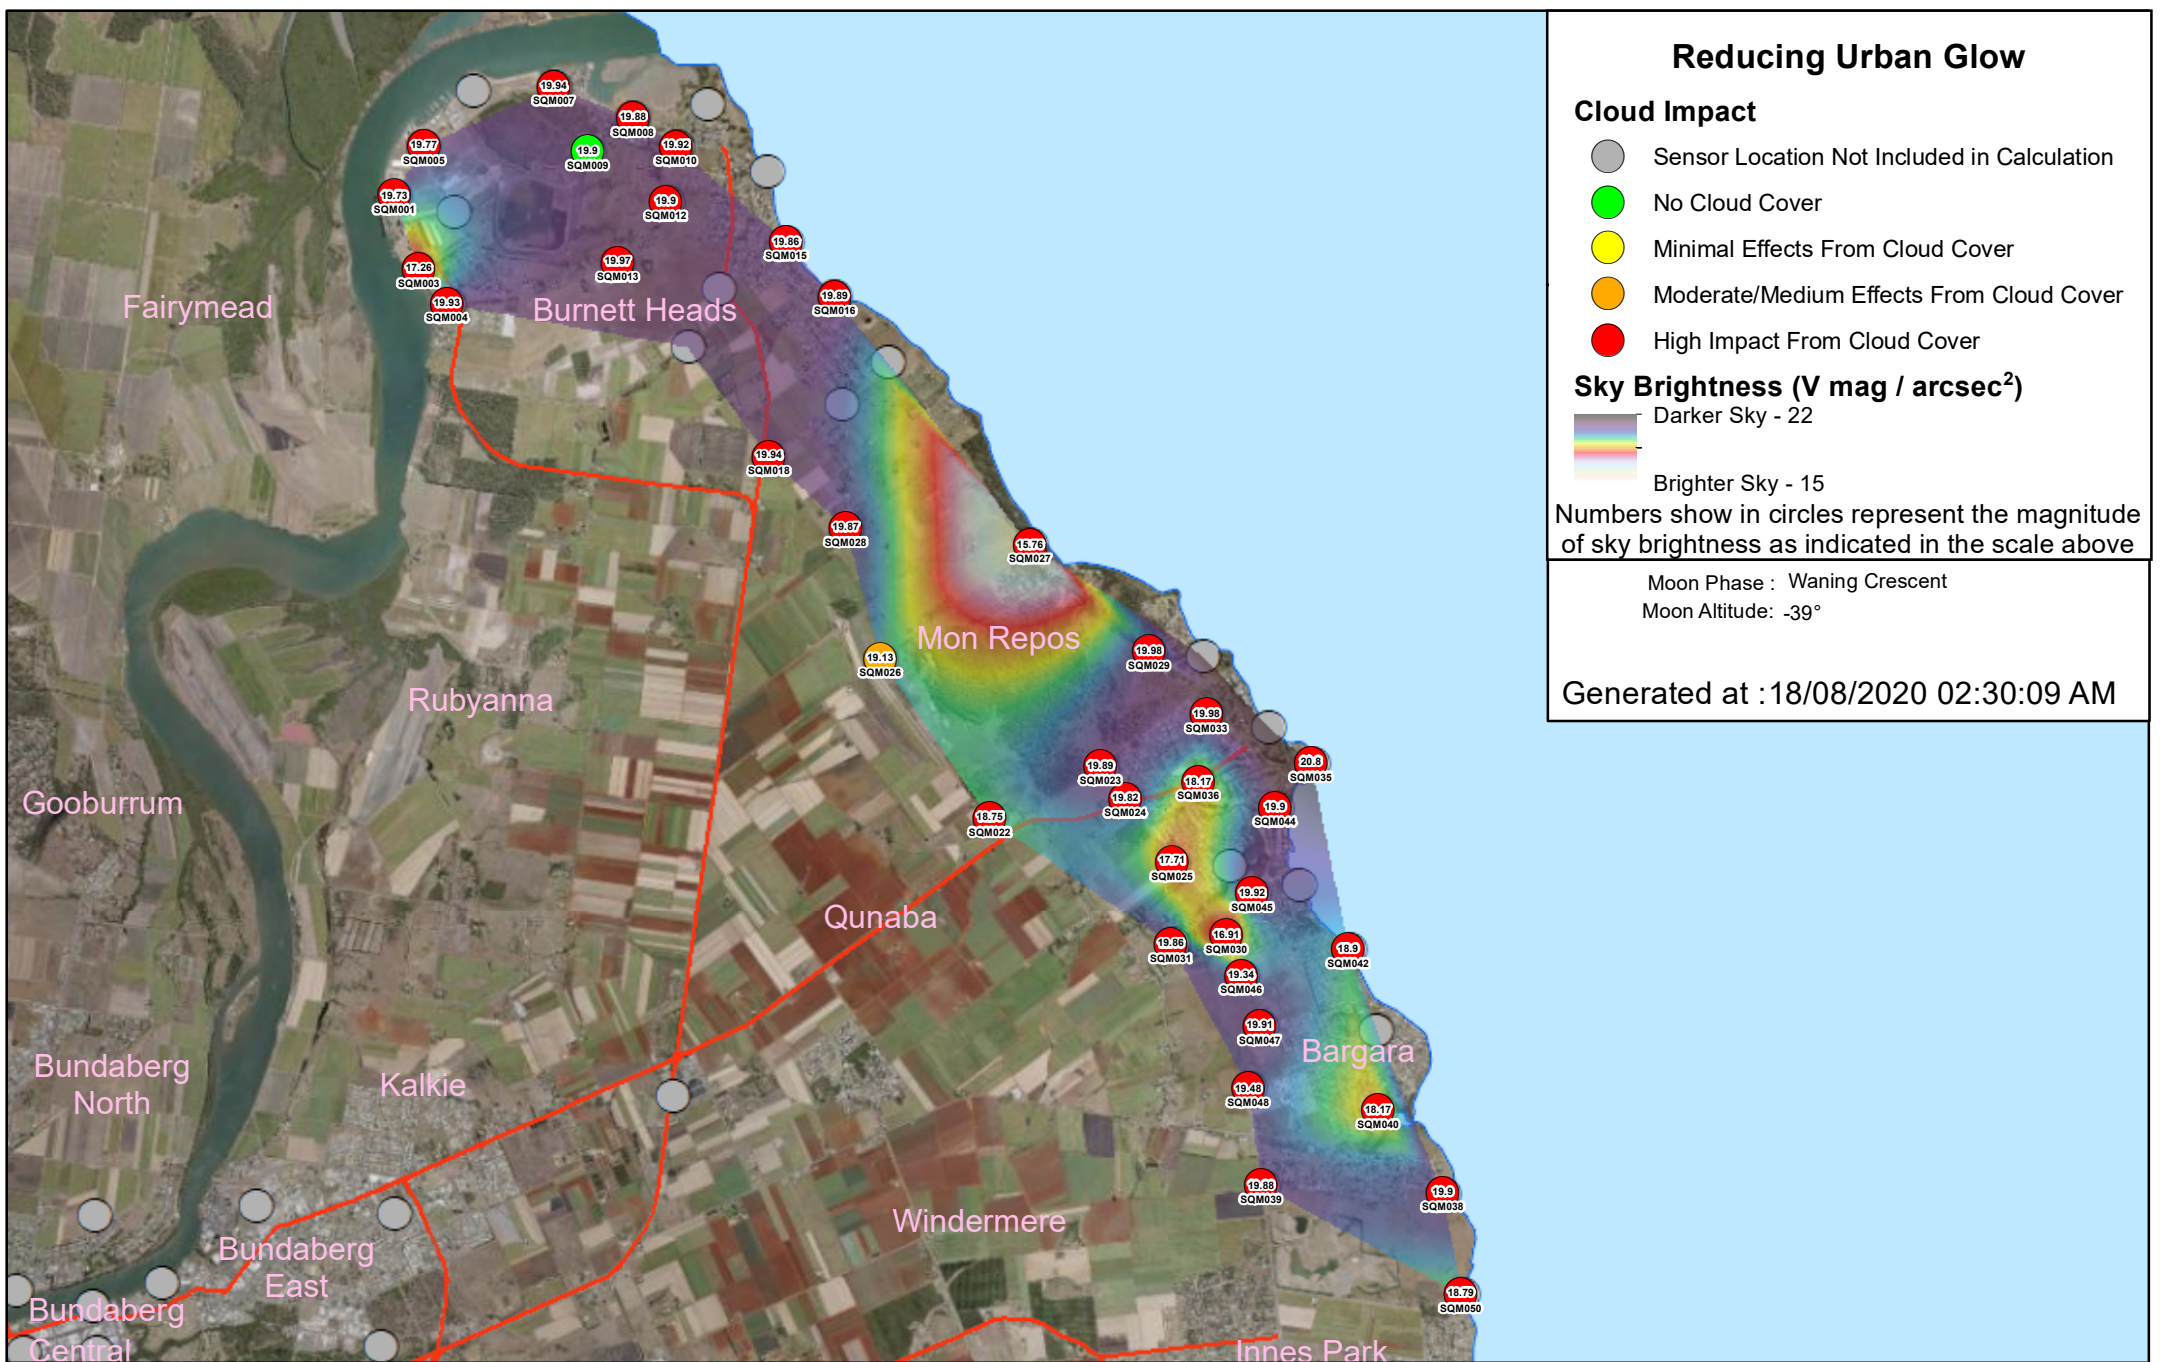 Reducing Urban Glow
Cloud Impact
Sensor Location Not Included in Calculation
No Cloud Cover
Minimal Effects From Cloud Cover
Moderate/Medium Effects From Cloud Cover
High Impact From Cloud Cover
Sky Brightness (V mag / arcsec²)
Darker Sky - 22
Brighter Sky - 15
Numbers show in circles represent the magnitude
of sky brightness as indicated in the scale above
Moon Phase : Waning Crescent
Moon Altitude: -39°
Generated at :18/08/2020 02:30:09 AM
19.94
SQM007
19.88
SQM008
19.77
SQM005
19.9
SQM009
19.92
SQM010
19.73
SQM001
19.9
SQM012
19.86
SQM015
17.26
SQM003
19.97
SQM013
19.93
SQM004
19.89
SQM016
Fairymead
Burnett Heads
19.94
SQM018
19.87
SQM028
15.76
SQM027
Mon Repos
19.13
SQM026
19.98
SQM029
Rubyanna
19.98
SQM033
19.89
SQM023
20.8
SQM035
18.17
SQM036
19.82
SQM024
19.9
SQM044
Gooburrum
18.75
SQM022
17.71
SQM025
19.92
SQM045
Qunaba
16.91
SQM030
19.86
SQM031
18.9
SQM042
19.34
SQM046
19.91
SQM047
Bargara
Bundaberg
North
Kalkie
19.48
SQM048
18.17
SQM040
19.88
SQM039
19.9
SQM038
Windermere
Bundaberg
East
18.79
SQM050
Bundaberg
Central
Innes Park